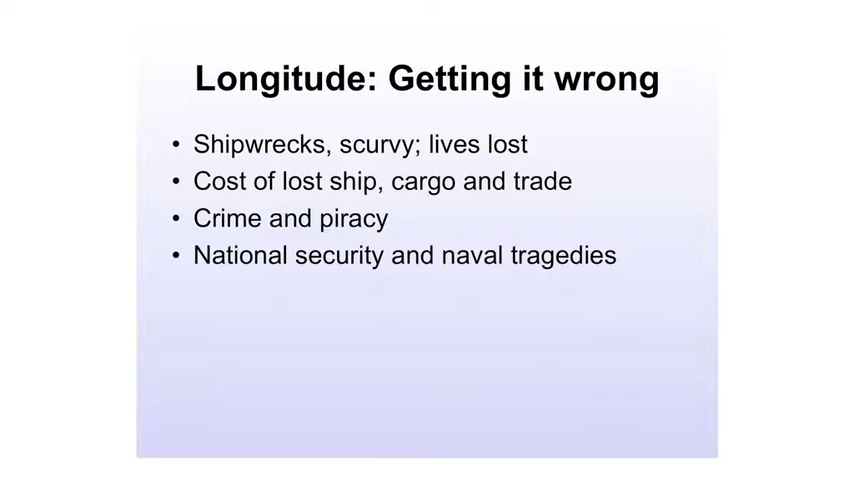 Longitude: Getting it wrong
• Shipwrecks, scurvy; lives lost
• Cost of lost ship, cargo and trade
• Crime and piracy
• National security and naval tragedies